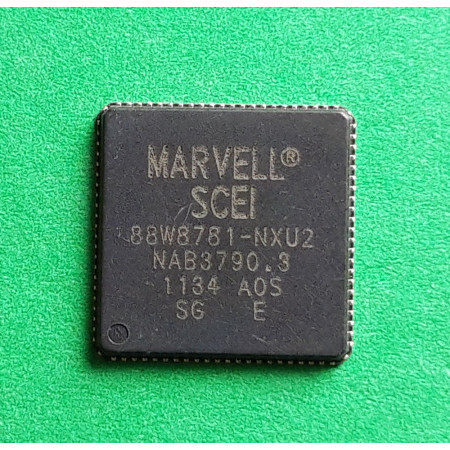 MARVELL®
SCEI
88W8781-NXU2
NAB3790.3
1134 A0S
SG E